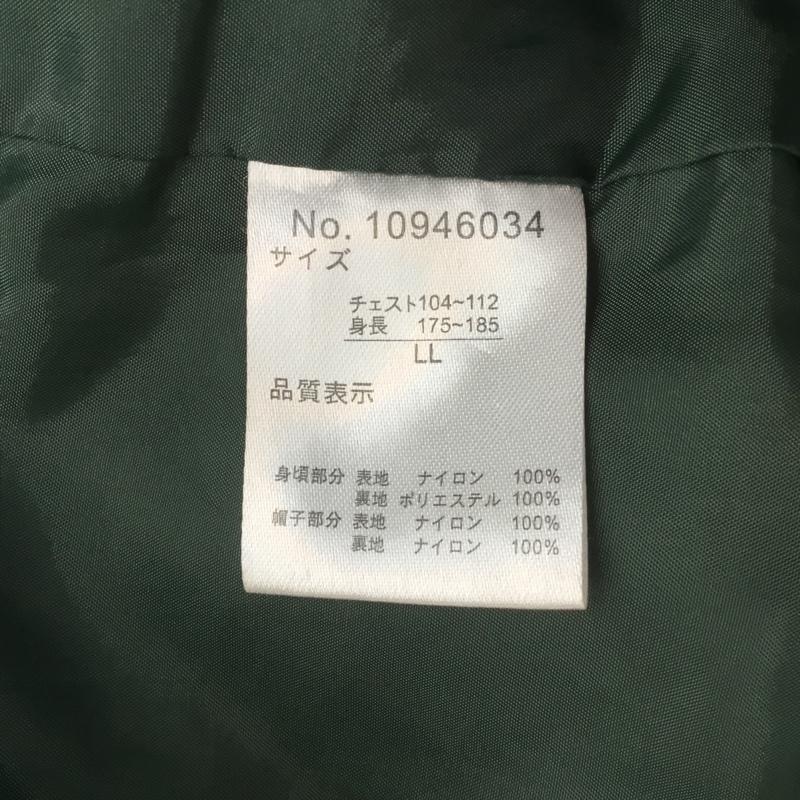 No. 10946034
サイズ
チェスト104~112
身長 175~185
LL
品質表示
身頃部分 表地 ナイロン 100%
裏地 ポリエステル 100%
帽子部分 表地 ナイロン 100%
裏地 ナイロン 100%